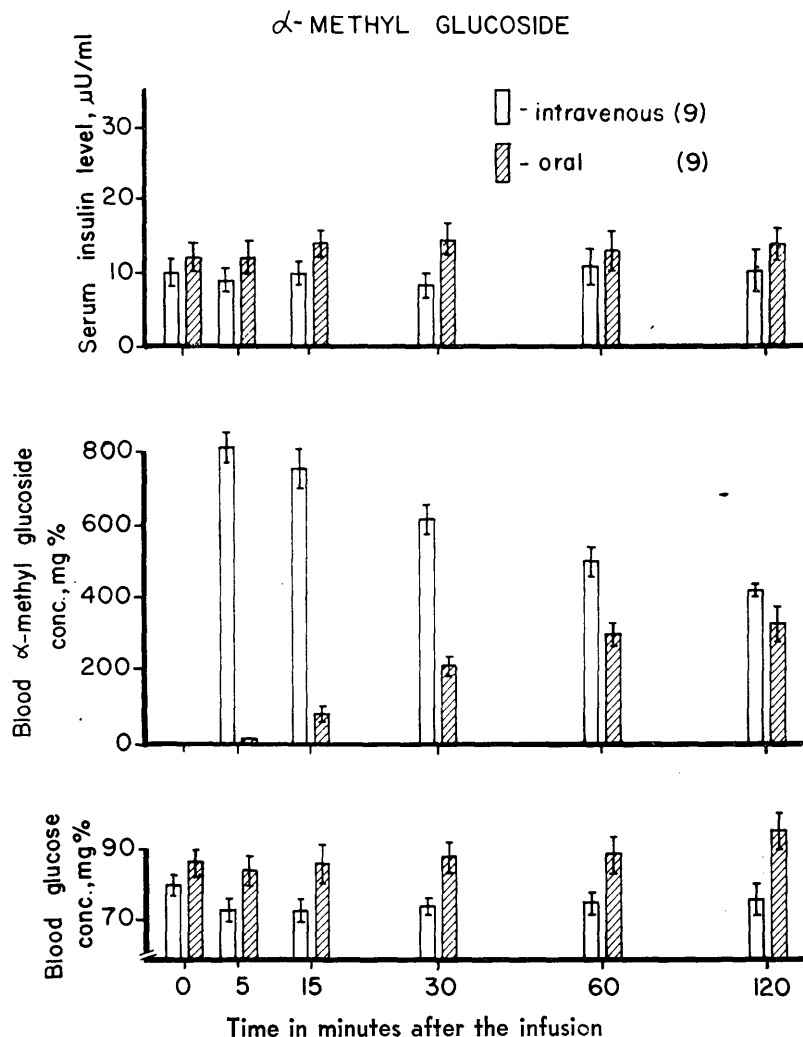 α-METHYL GLUCOSIDE
Serum insulin level, µU/ml
30
20
10
0
- intravenous (9)
- oral (9)
Blood α-methyl glucoside
conc., mg %
800
600
400
200
0
Blood glucose
conc., mg %
90
70
0 5 15 30 60 120
Time in minutes after the infusion